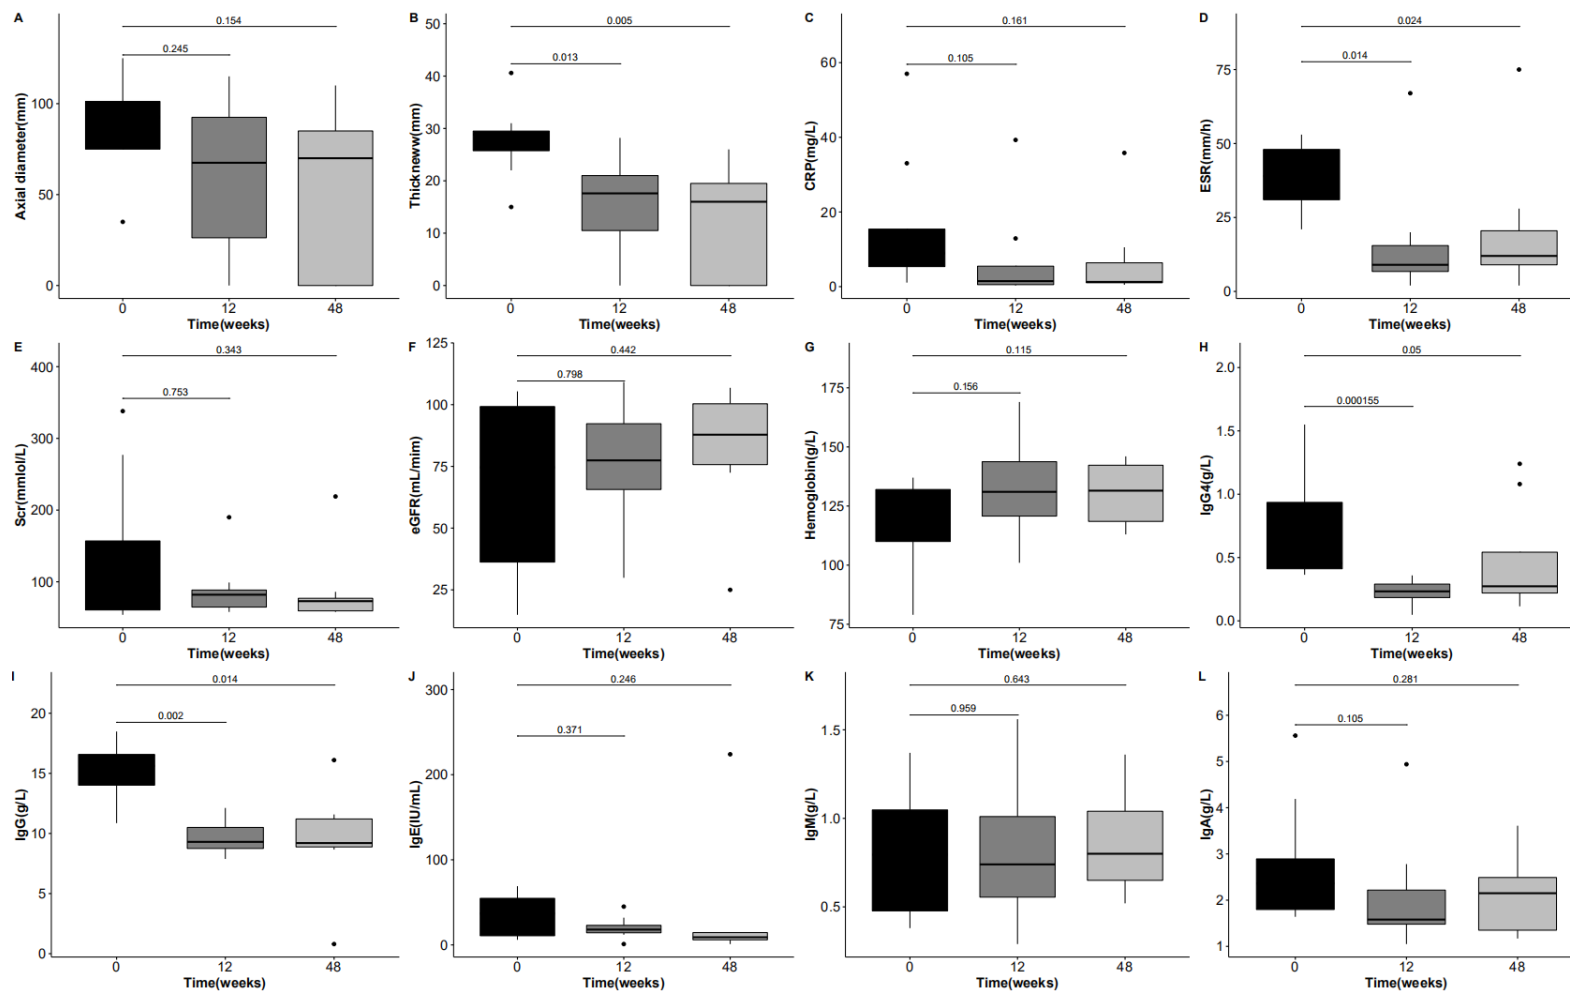 A
0.154
0.245
Axial diameter(mm)
100
50
0
0 12 48
Time(weeks)
B
0.005
0.013
Thickneww(mm)
50
40
30
20
10
0
0 12 48
Time(weeks)
C
0.161
0.105
CRP(mg/L)
60
40
20
0
0 12 48
Time(weeks)
D
0.024
0.014
ESR(mm/h)
75
50
25
0
0 12 48
Time(weeks)
E
0.343
0.753
Scr(mmlol/L)
400
300
200
100
0 12 48
Time(weeks)
F
0.442
0.798
eGFR(mL/mim)
125
100
75
50
25
0 12 48
Time(weeks)
G
0.115
0.156
Hemoglobin(g/L)
175
150
125
100
75
0 12 48
Time(weeks)
H
0.05
0.000155
IgG4(g/L)
2.0
1.5
1.0
0.5
0.0
0 12 48
Time(weeks)
I
0.014
0.002
IgG(g/L)
20
15
10
5
0
0 12 48
Time(weeks)
J
0.246
0.371
IgE(IU/mL)
300
200
100
0
0 12 48
Time(weeks)
K
0.643
0.959
IgM(g/L)
1.5
1.0
0.5
0 12 48
Time(weeks)
L
0.281
0.105
IgA(g/L)
6
5
4
3
2
1
0 12 48
Time(weeks)